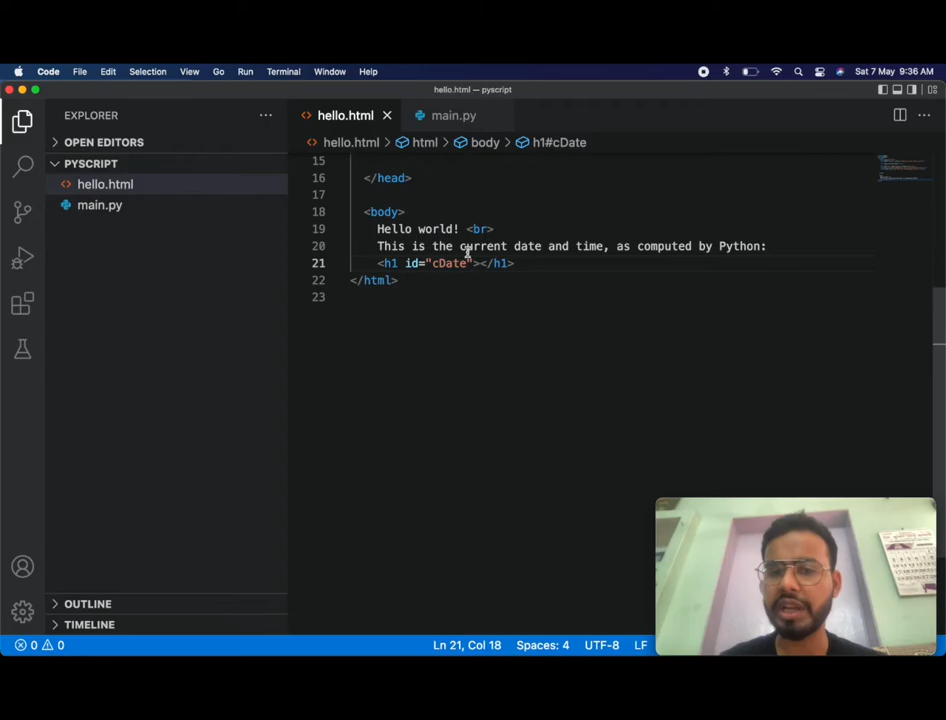 Code File Edit Selection View Go Run Terminal Window Help Sat 7 May 9:36 AM
hello.html — pyscript
EXPLORER
OPEN EDITORS
PYSCRIPT
hello.html
main.py
OUTLINE
TIMELINE
hello.html main.py
hello.html > html > body > h1#cDate
15
16 </head>
17
18 <body>
19 Hello world! <br>
20 This is the current date and time, as computed by Python:
21 <h1 id="cDate"></h1>
22 </html>
23
0 0 Ln 21, Col 18 Spaces: 4 UTF-8 LF